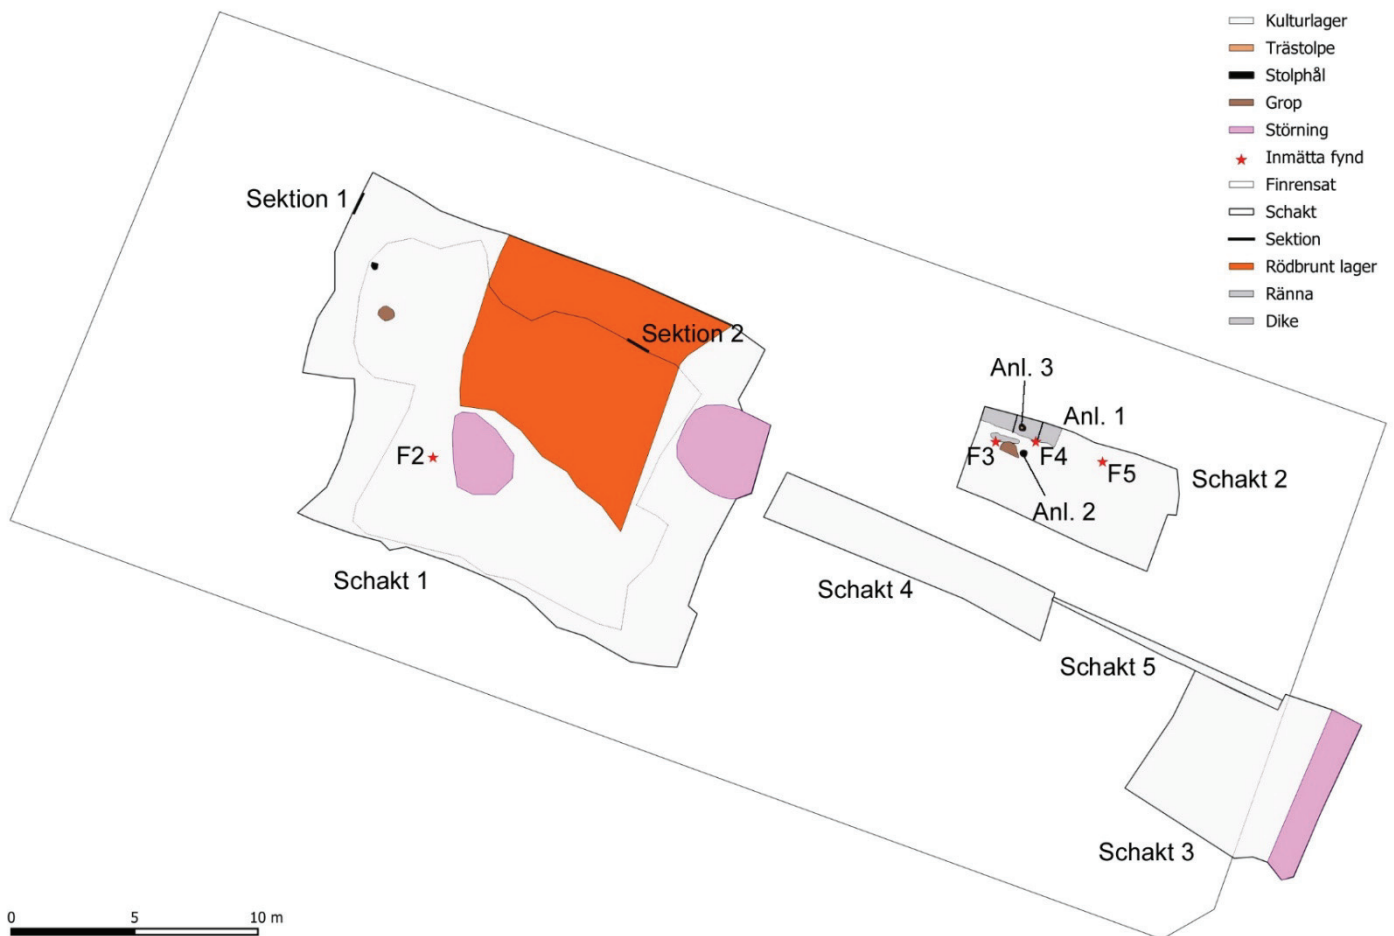 Kulturlager
Trästolpe
Stolphål
Grop
Störning
Inmätta fynd
Finrensat
Schakt
Sektion
Rödbrunt lager
Ränna
Dike
Sektion 1
Sektion 2
Anl. 3
Anl. 1
F2
F3
F4
F5
Schakt 2
Anl. 2
Schakt 1
Schakt 4
Schakt 5
Schakt 3
0 5 10 m